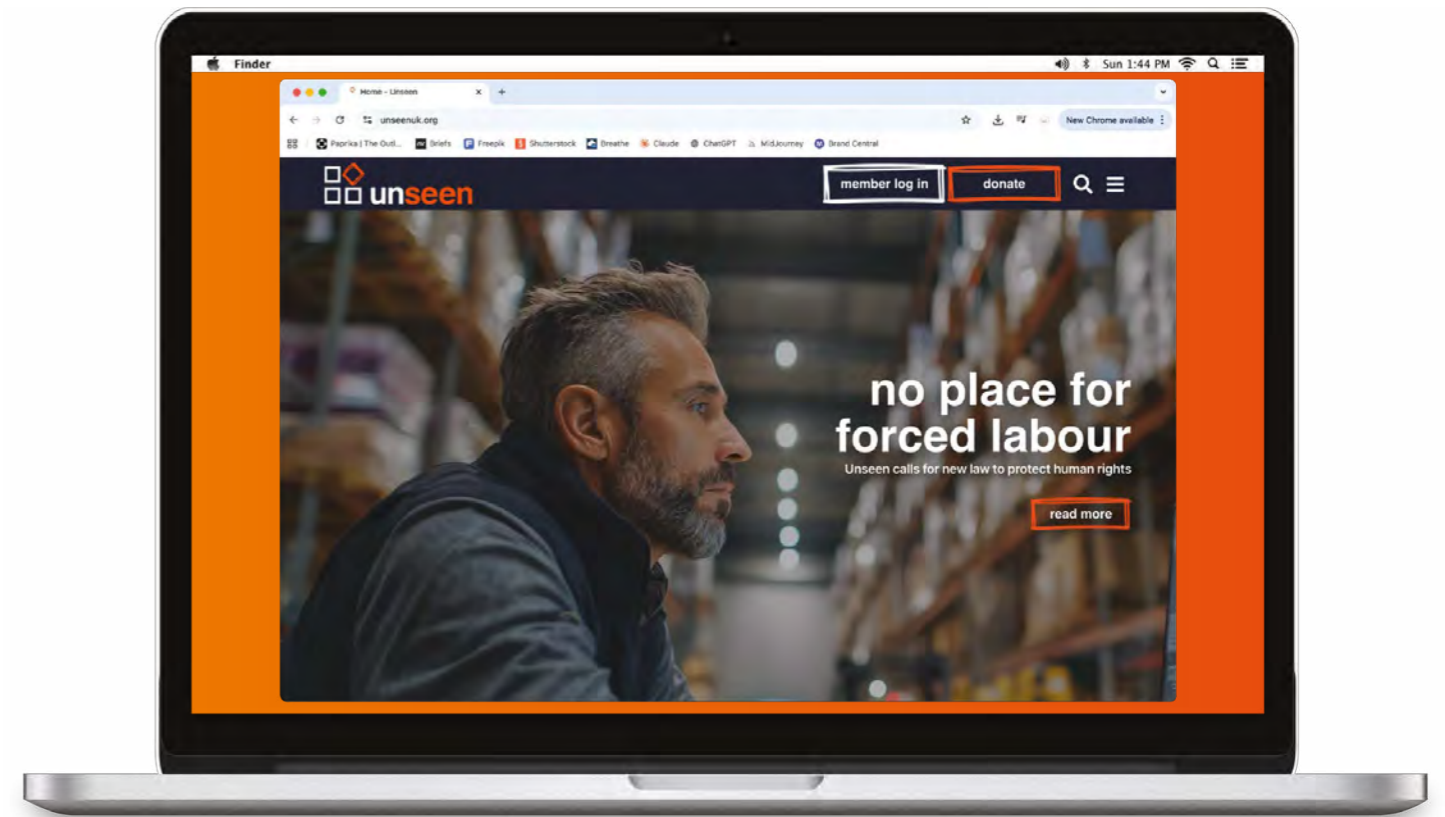 Finder
Sun 1:44 PM
Home - Unseen
unseenuk.org
New Chrome available
Paprika | The Outl... Briefs Freepik Shutterstock Breathe Claude ChatGPT MidJourney Brand Central
unseen
member log in
donate
no place for
forced labour
Unseen calls for new law to protect human rights
read more